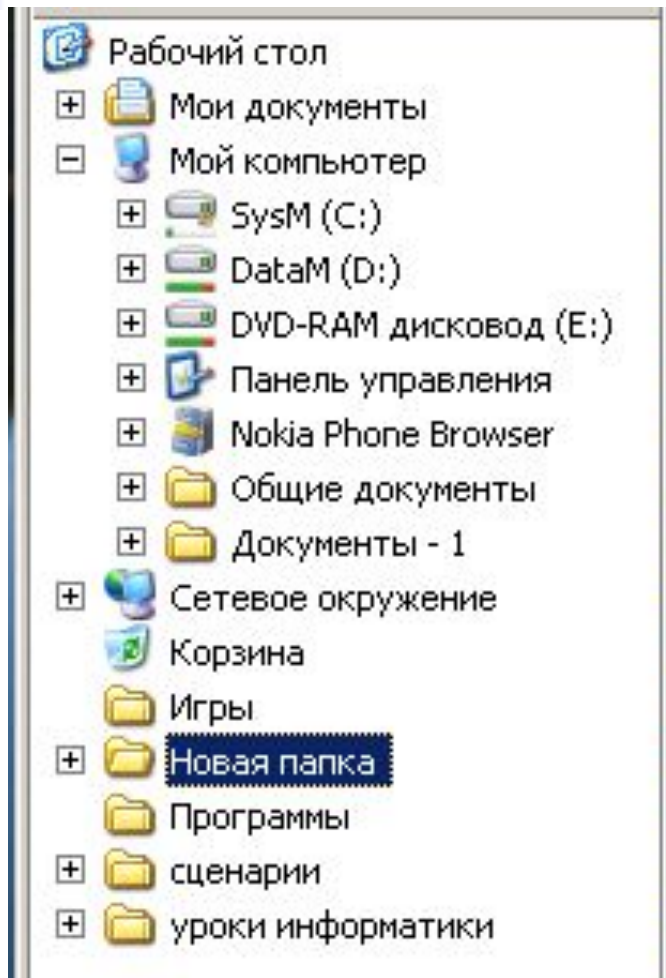 Рабочий стол
Мои документы
Мой компьютер
SysM (C:)
DataM (D:)
DVD-RAM дисковод (E:)
Панель управления
Nokia Phone Browser
Общие документы
Документы - 1
Сетевое окружение
Корзина
Игры
Новая папка
Программы
сценарии
уроки информатики